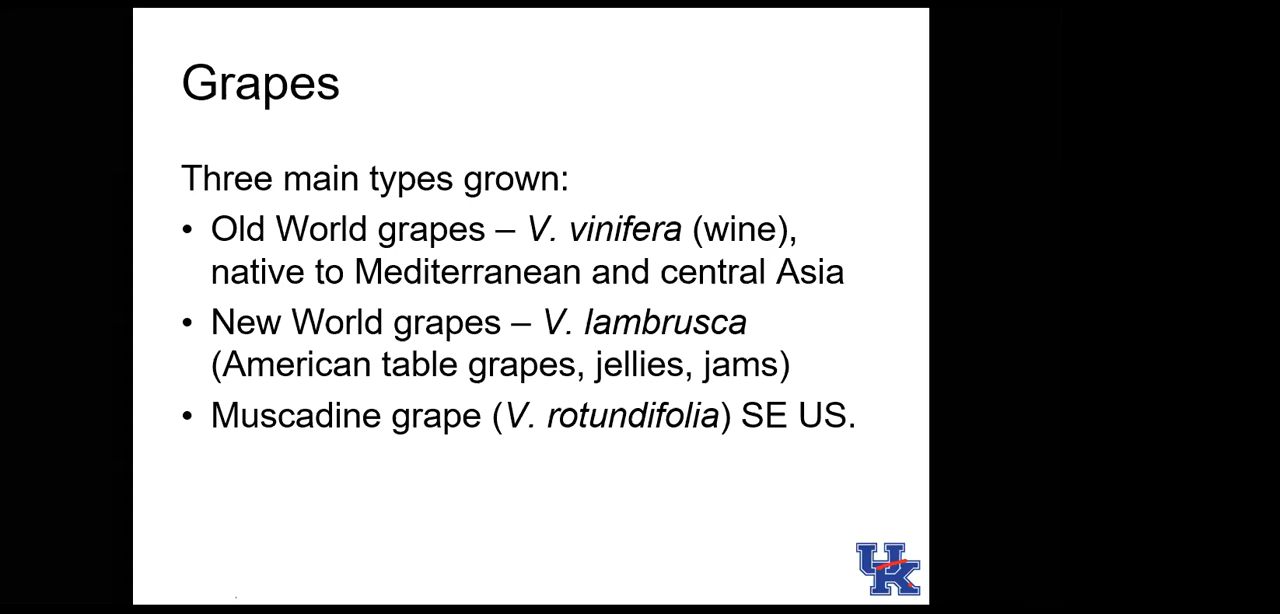 Grapes
Three main types grown:
• Old World grapes – V. vinifera (wine),
native to Mediterranean and central Asia
• New World grapes – V. lambrusca
(American table grapes, jellies, jams)
• Muscadine grape (V. rotundifolia) SE US.
UK